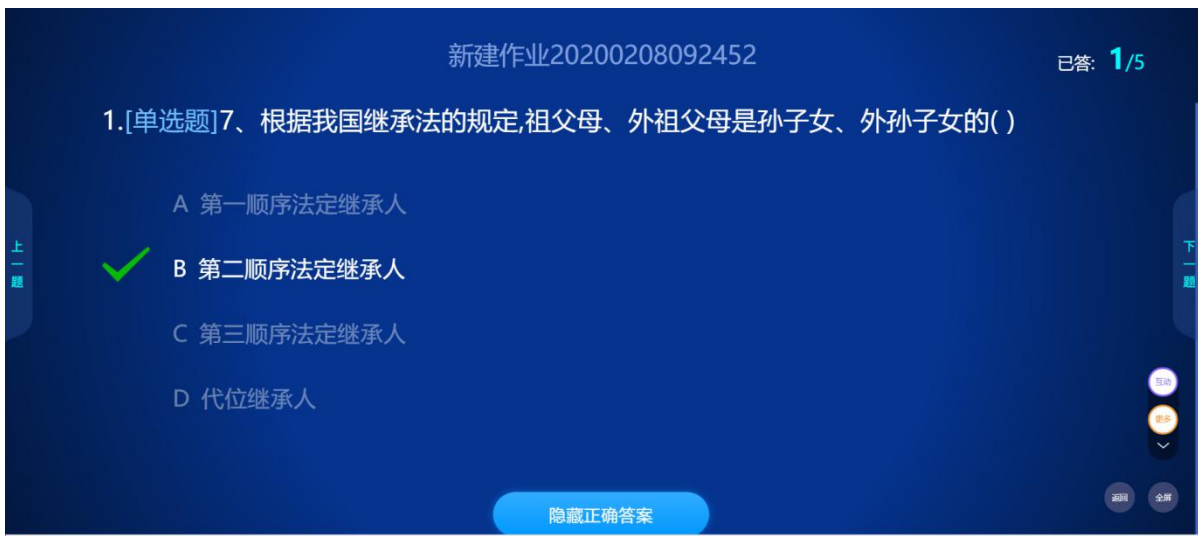 新建作业20200208092452
已答: 1/5
1.[单选题]7、根据我国继承法的规定,祖父母、外祖父母是孙子女、外孙子女的( )
A 第一顺序法定继承人
B 第二顺序法定继承人
C 第三顺序法定继承人
D 代位继承人
上一题
下一题
互动
更多
返回
全屏
隐藏正确答案